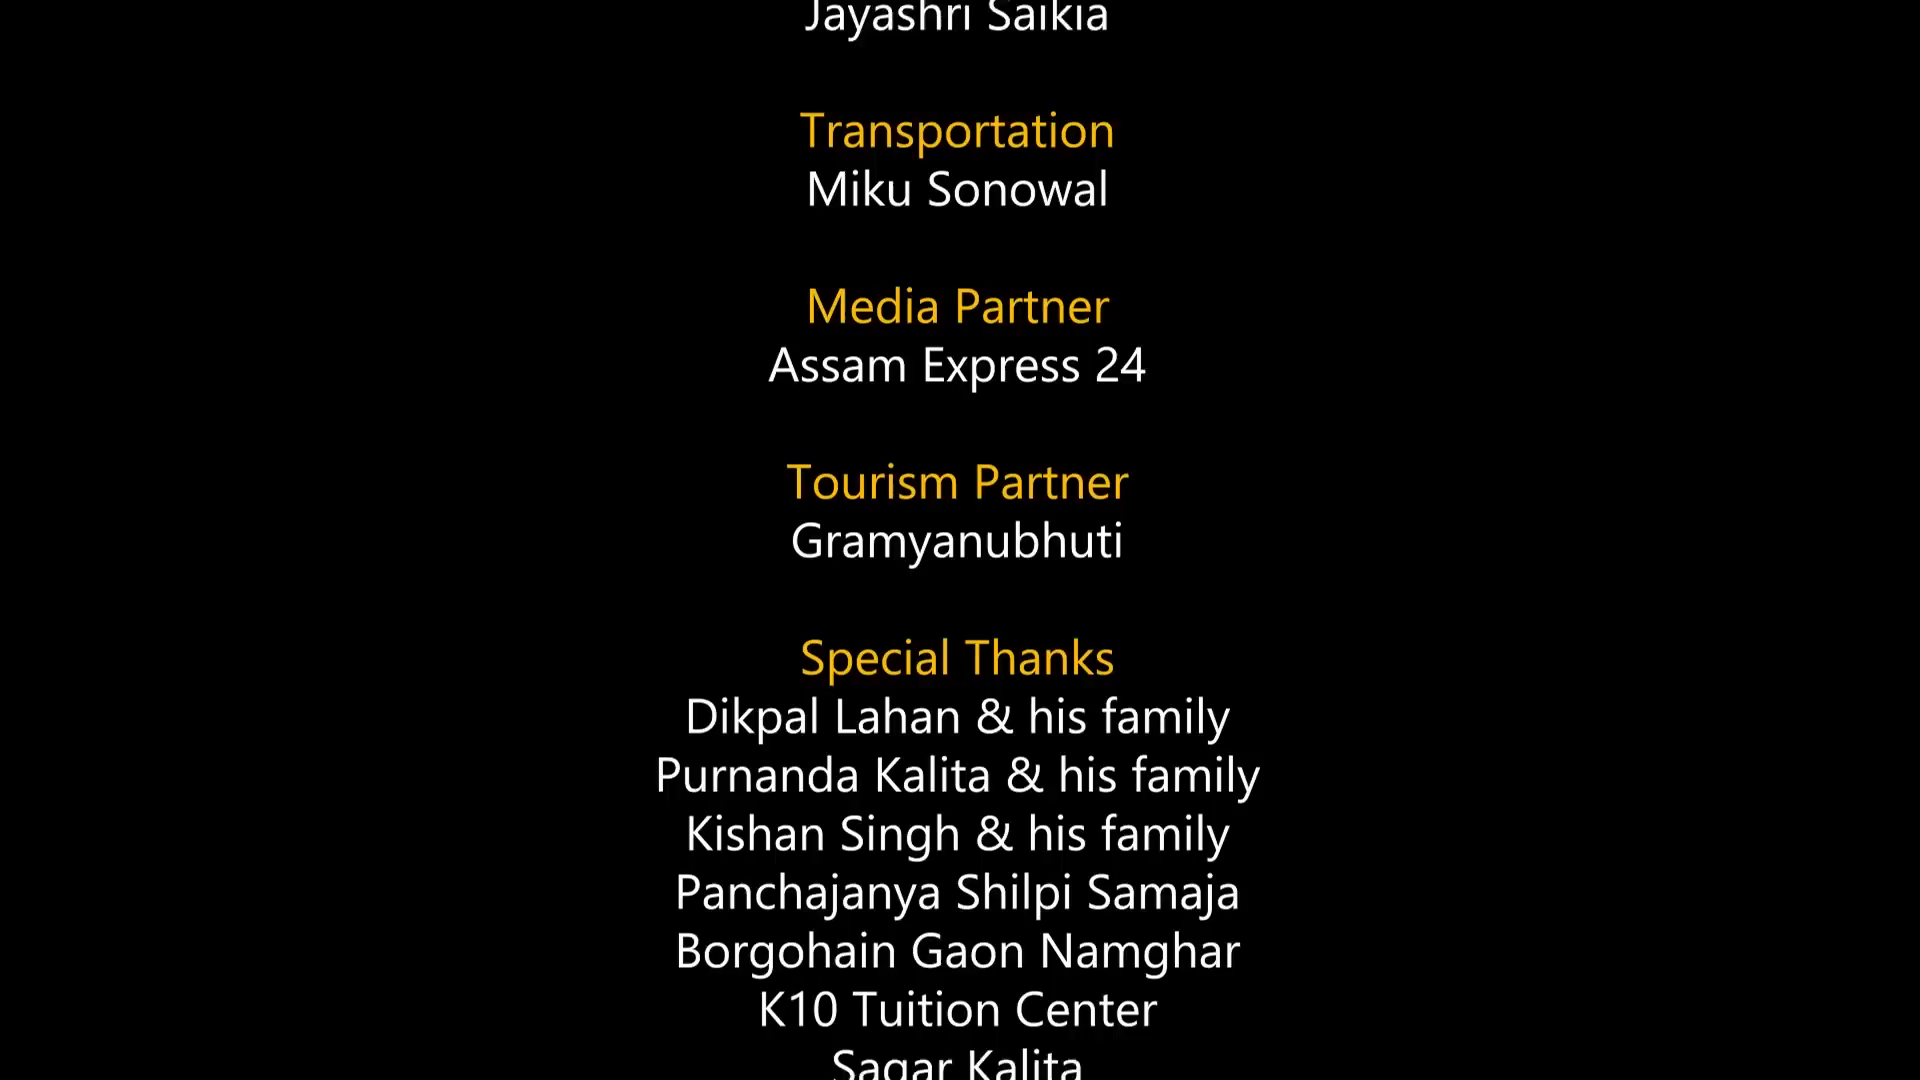 Jayashri Saikia
Transportation
Miku Sonowal
Media Partner
Assam Express 24
Tourism Partner
Gramyanubhuti
Special Thanks
Dikpal Lahan & his family
Purnanda Kalita & his family
Kishan Singh & his family
Panchajanya Shilpi Samaja
Borgohain Gaon Namghar
K10 Tuition Center
Sagar Kalita